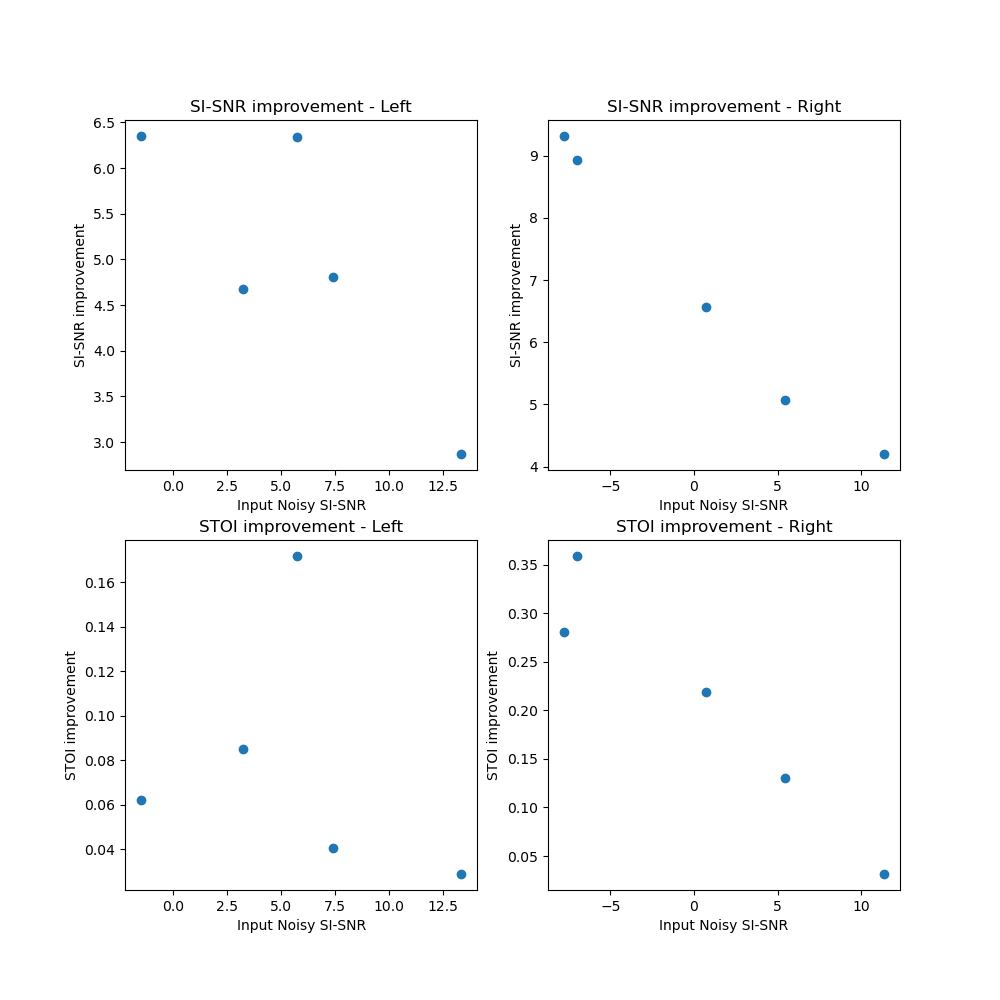 SI-SNR improvement - Left
6.5
6.0
5.5
5.0
4.5
4.0
3.5
3.0
SI-SNR improvement
0.0 2.5 5.0 7.5 10.0 12.5
Input Noisy SI-SNR
SI-SNR improvement - Right
9
8
7
6
5
4
SI-SNR improvement
−5 0 5 10
Input Noisy SI-SNR
STOI improvement - Left
0.16
0.14
0.12
0.10
0.08
0.06
0.04
STOI improvement
0.0 2.5 5.0 7.5 10.0 12.5
Input Noisy SI-SNR
STOI improvement - Right
0.35
0.30
0.25
0.20
0.15
0.10
0.05
STOI improvement
−5 0 5 10
Input Noisy SI-SNR